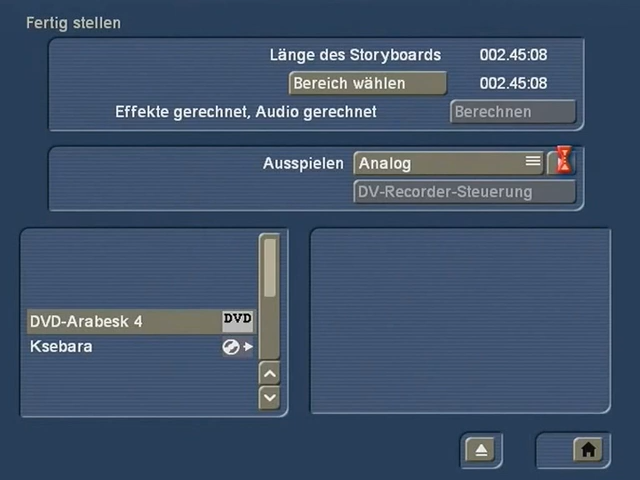 Fertig stellen
Länge des Storyboards 002.45:08
Bereich wählen 002.45:08
Effekte gerechnet, Audio gerechnet Berechnen
Ausspielen Analog
DV-Recorder-Steuerung
DVD-Arabesk 4 DVD
Ksebara